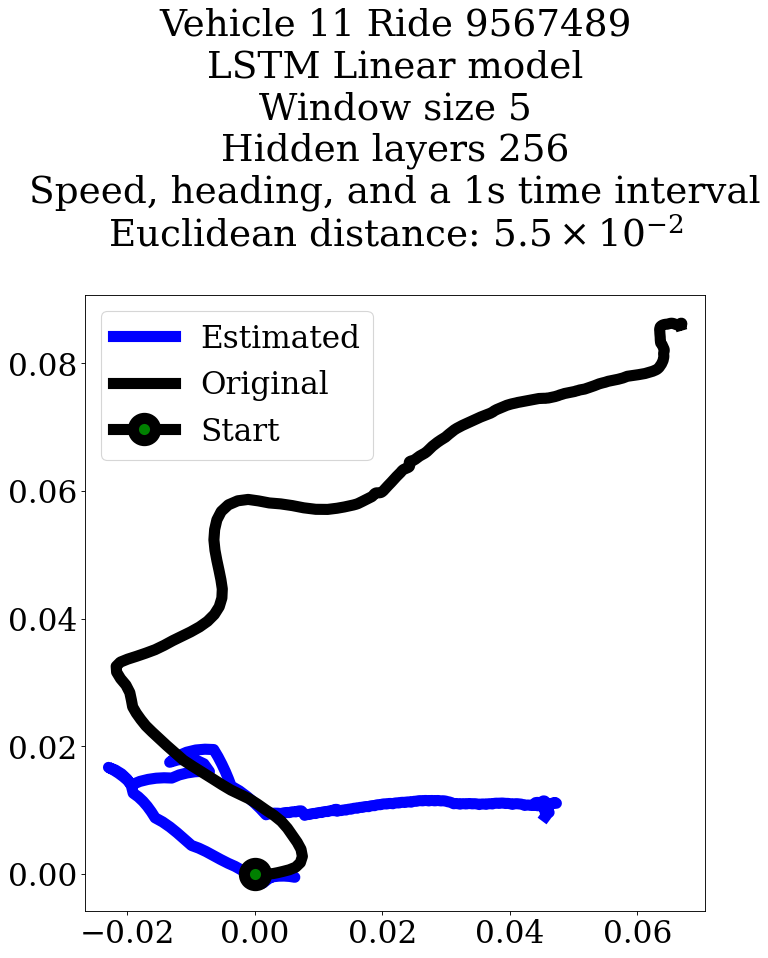 Vehicle 11 Ride 9567489
LSTM Linear model
Window size 5
Hidden layers 256
Speed, heading, and a 1s time interval
Euclidean distance: 5.5 × 10⁻²
Estimated
Original
Start
0.08
0.06
0.04
0.02
0.00
−0.02 0.00 0.02 0.04 0.06